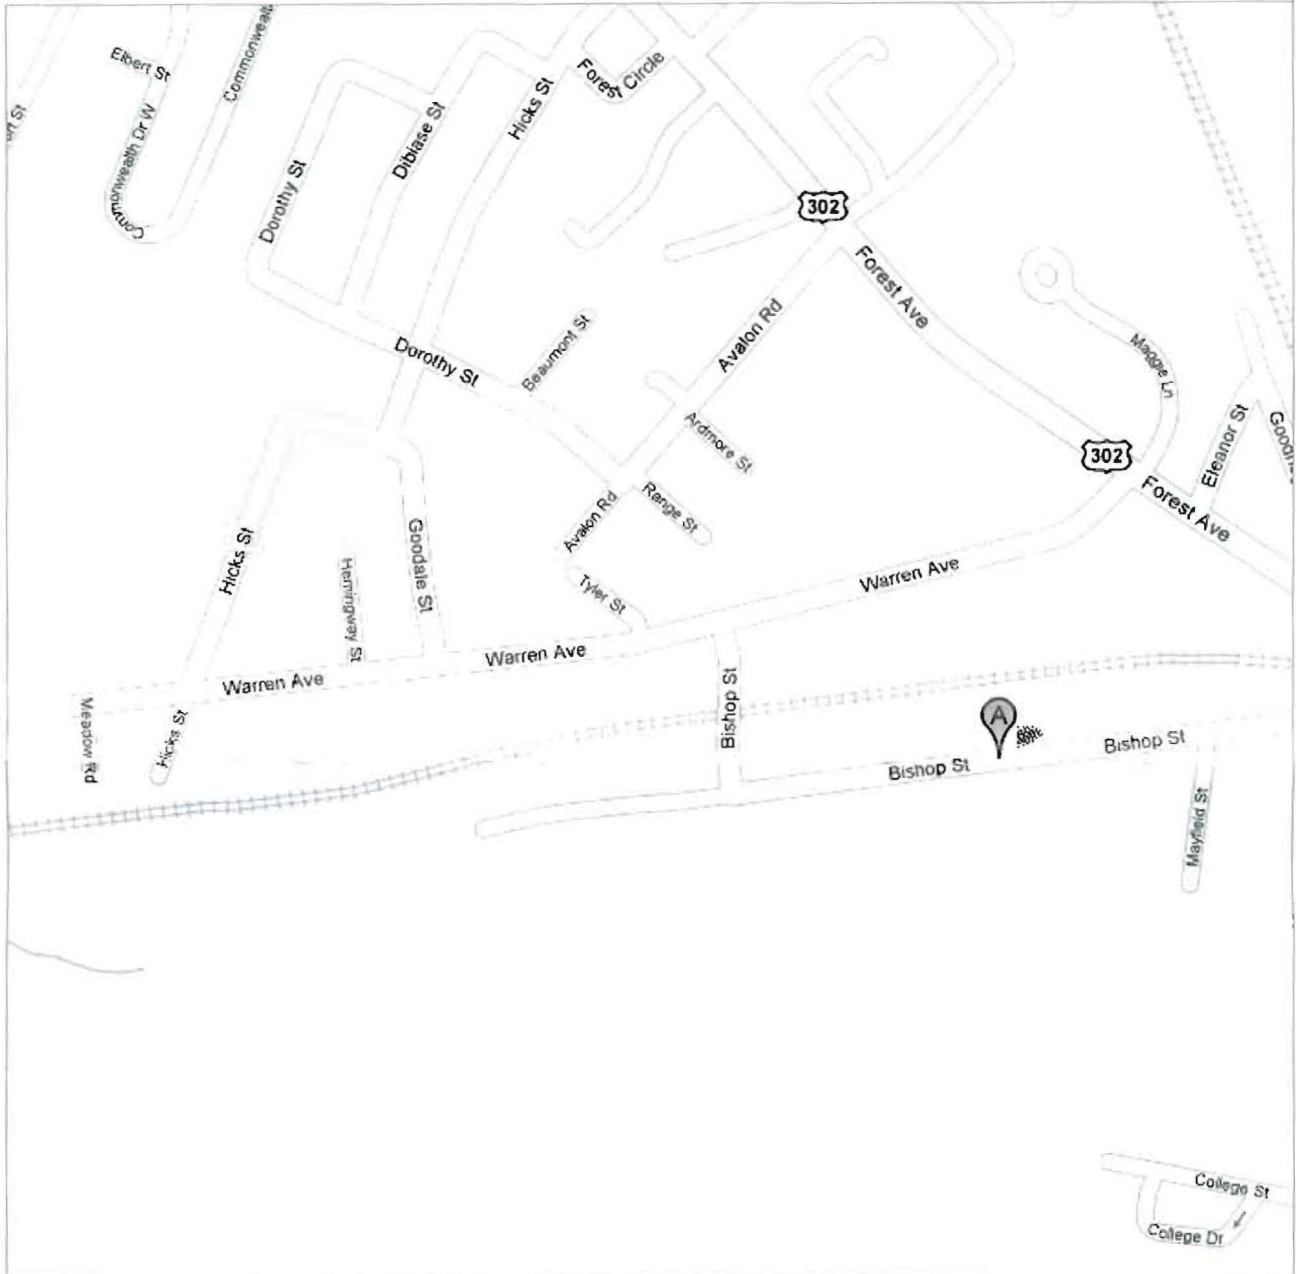 Elbert St
Commonwealth Dr W
Dorothy St
Dibiase St
Hicks St
Forest Circle
302
Forest Ave
Avalon Rd
Maggie Ln
Beaumont St
Dorothy St
Ardmore St
302
Eleanor St
Forest Ave
Range St
Avalon Rd
Hicks St
Goodale St
Hemingway St
Tyler St
Warren Ave
Warren Ave
Warren Ave
Meadow Rd
Hicks St
Bishop St
A
Bishop St
Bishop St
Mayfield St
College St
College Dr